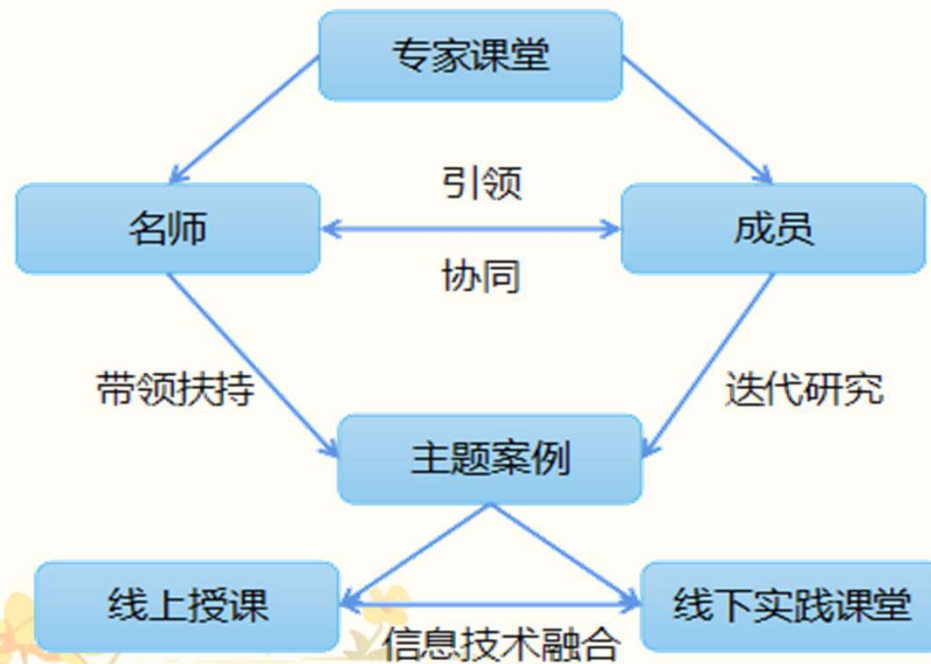 专家课堂
引领
名师
成员
协同
带领扶持
迭代研究
主题案例
线上授课
线下实践课堂
信息技术融合